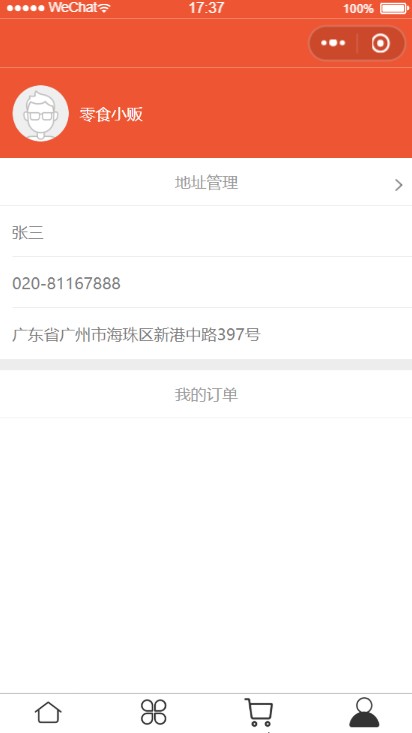 WeChat
17:37
100%
零食小贩
地址管理
张三
020-81167888
广东省广州市海珠区新港中路397号
我的订单